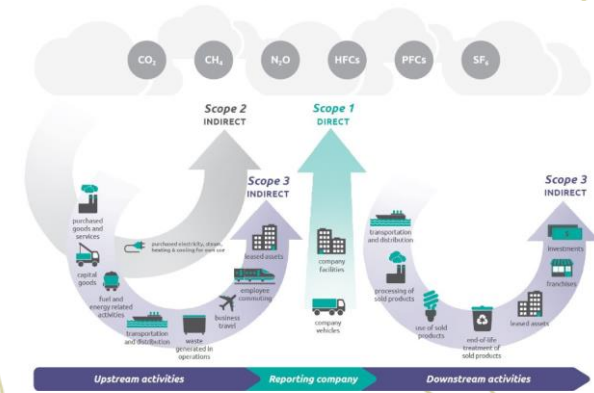 CO₂ CH₄ N₂O HFCs PFCs SF₆
Scope 2
INDIRECT
Scope 1
DIRECT
Scope 3
INDIRECT
Scope 3
INDIRECT
purchased
goods and
services
capital
goods
fuel and
energy related
activities
transportation
and distribution
waste
generated in
operations
business
travel
employee
commuting
leased assets
purchased electricity, steam,
heating & cooling for own use
company
facilities
company
vehicles
transportation
and distribution
processing of
sold products
use of sold
products
end-of-life
treatment of
sold products
leased assets
franchises
investments
Upstream activities
Reporting company
Downstream activities